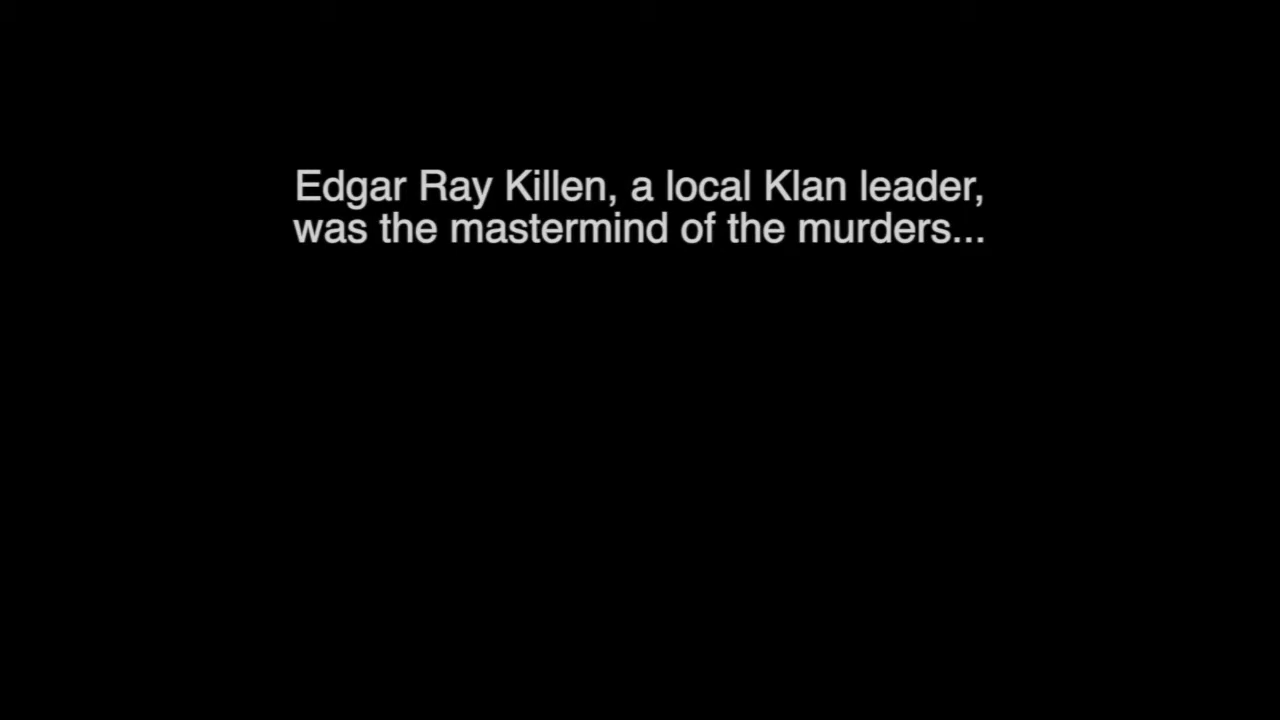 Edgar Ray Killen, a local Klan leader,
was the mastermind of the murders...